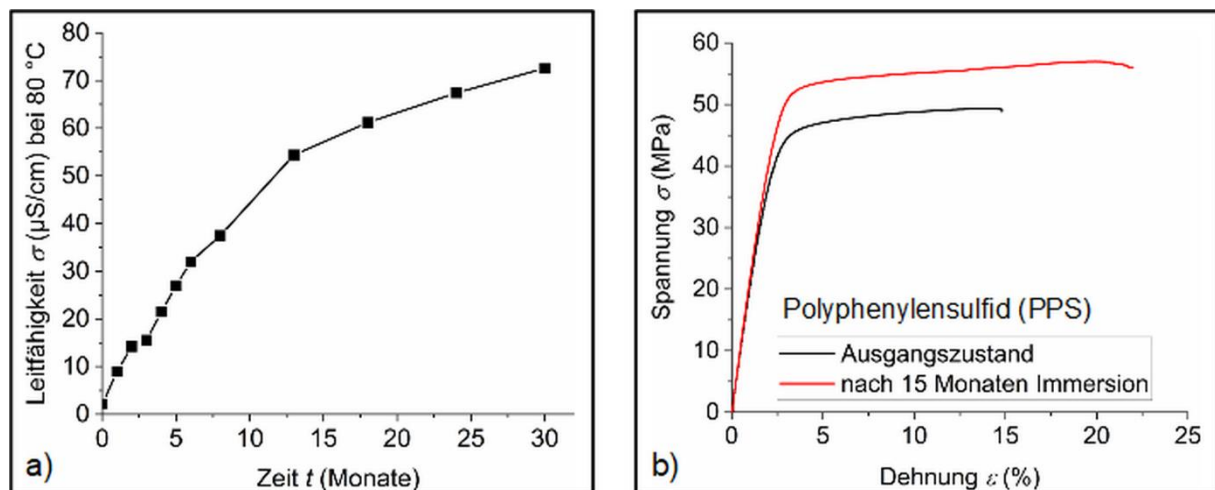 80
70
60
50
40
30
20
10
0
Leitfähigkeit σ (µS/cm) bei 80 °C
0 5 10 15 20 25 30
Zeit t (Monate)
a)
60
50
40
30
20
10
0
Spannung σ (MPa)
Polyphenylensulfid (PPS)
Ausgangszustand
nach 15 Monaten Immersion
0 5 10 15 20 25
Dehnung ε (%)
b)